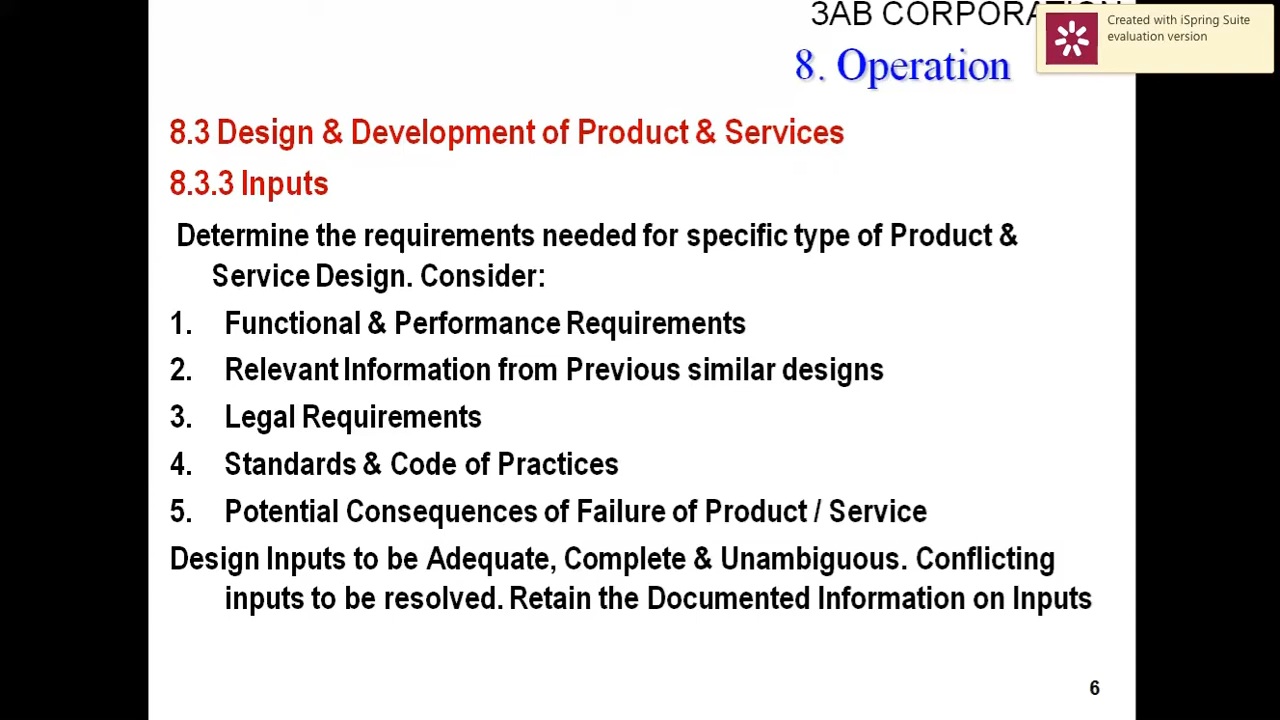 3AB CORPORATION
Created with iSpring Suite
evaluation version
8. Operation
8.3 Design & Development of Product & Services
8.3.3 Inputs
Determine the requirements needed for specific type of Product &
Service Design. Consider:
1. Functional & Performance Requirements
2. Relevant Information from Previous similar designs
3. Legal Requirements
4. Standards & Code of Practices
5. Potential Consequences of Failure of Product / Service
Design Inputs to be Adequate, Complete & Unambiguous. Conflicting
inputs to be resolved. Retain the Documented Information on Inputs
6